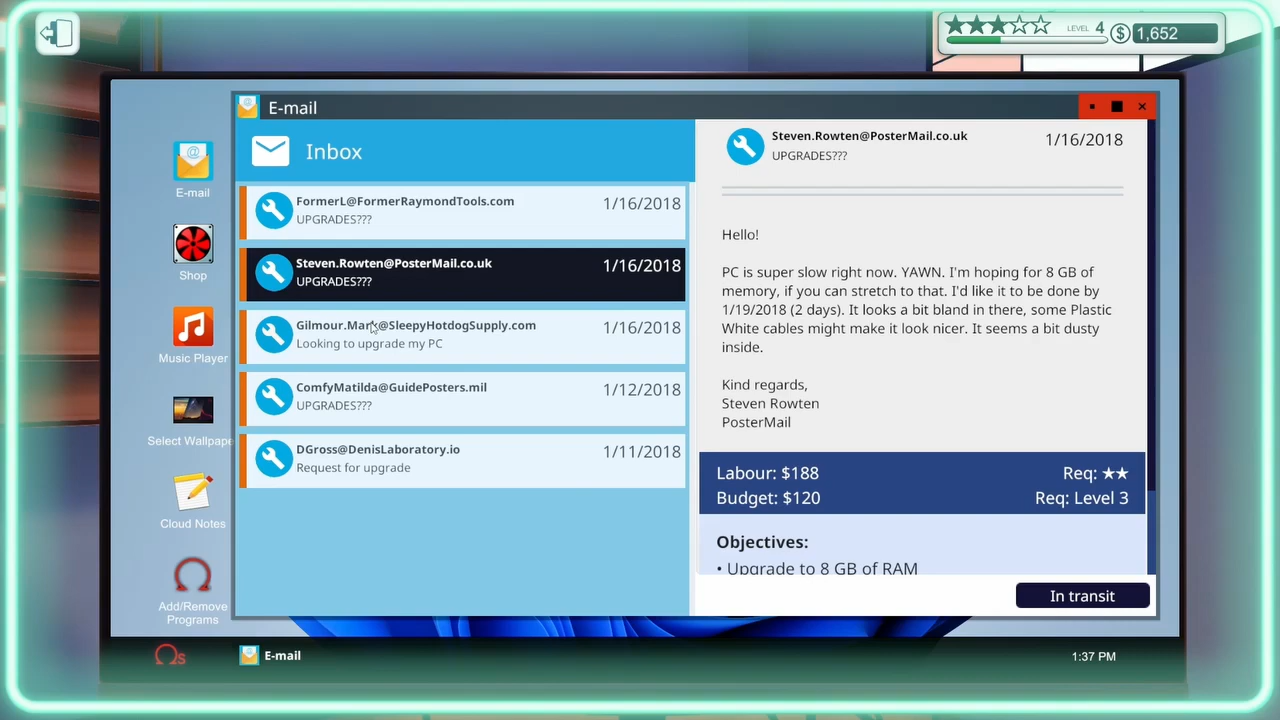 LEVEL 4
$ 1,652
E-mail
Inbox
FormerL@FormerRaymondTools.com 1/16/2018
UPGRADES???
Steven.Rowten@PosterMail.co.uk 1/16/2018
UPGRADES???
Gilmour.Mark@SleepyHotdogSupply.com 1/16/2018
Looking to upgrade my PC
ComfyMatilda@GuidePosters.mil 1/12/2018
UPGRADES???
DGross@DenisLaboratory.io 1/11/2018
Request for upgrade
Steven.Rowten@PosterMail.co.uk 1/16/2018
UPGRADES???
Hello!
PC is super slow right now. YAWN. I'm hoping for 8 GB of
memory, if you can stretch to that. I'd like it to be done by
1/19/2018 (2 days). It looks a bit bland in there, some Plastic
White cables might make it look nicer. It seems a bit dusty
inside.
Kind regards,
Steven Rowten
PosterMail
Labour: $188 Req: ★★
Budget: $120 Req: Level 3
Objectives:
• Upgrade to 8 GB of RAM
In transit
E-mail
Shop
Music Player
Select Wallpape
Cloud Notes
Add/Remove
Programs
Ωs
E-mail
1:37 PM